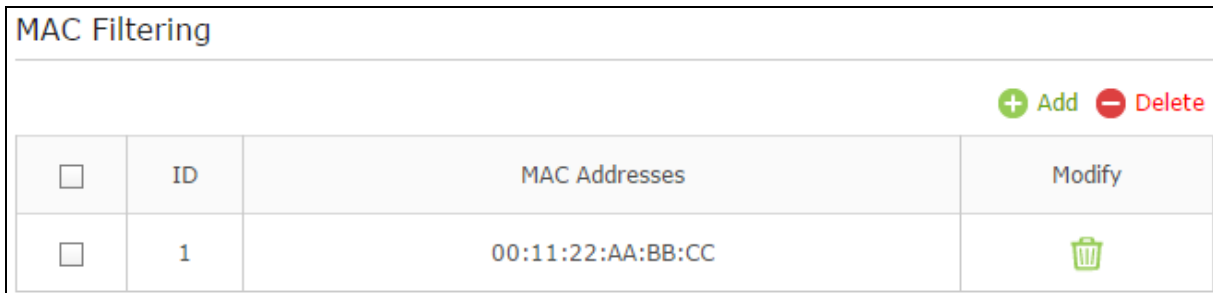 MAC Filtering
Add Delete
ID MAC Addresses Modify
1 00:11:22:AA:BB:CC